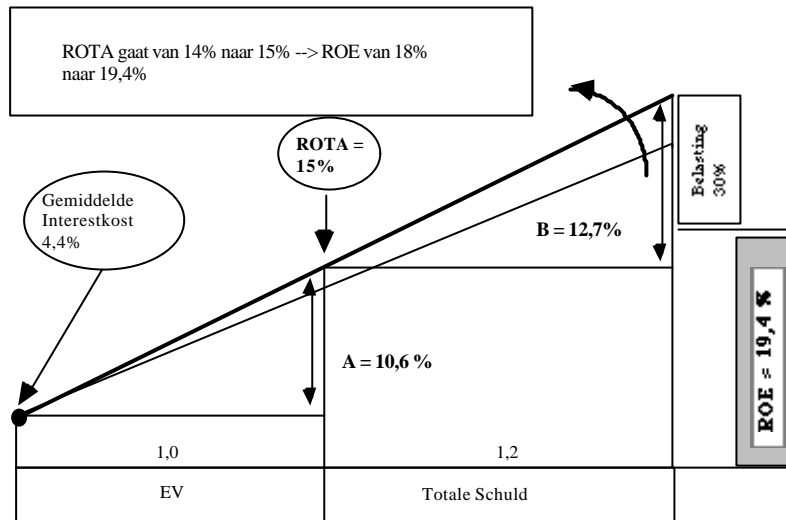 ROTA gaat van 14% naar 15% --> ROE van 18%
naar 19,4%
ROTA =
15%
Gemiddelde
Interestkost
4,4%
Belasting
30%
B = 12,7%
A = 10,6 %
ROE = 19,4 %
1,0
1,2
EV
Totale Schuld